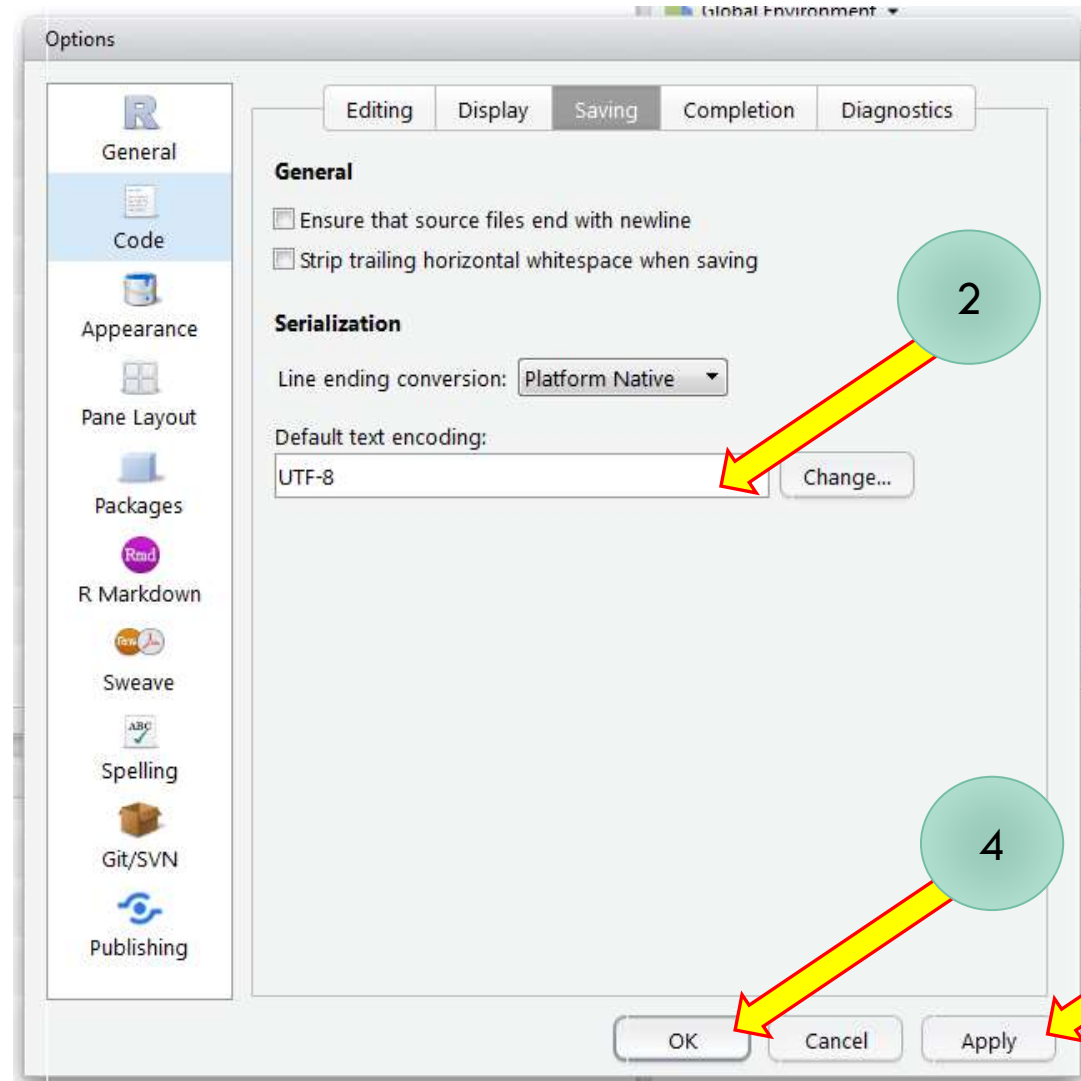 Global Environment
Options
General
Code
Appearance
Pane Layout
Packages
Rmd
R Markdown
Sweave
ABC
Spelling
Git/SVN
Publishing
Editing Display Saving Completion Diagnostics
General
Ensure that source files end with newline
Strip trailing horizontal whitespace when saving
2
Serialization
Line ending conversion: Platform Native
Default text encoding:
UTF-8 Change...
4
OK Cancel Apply